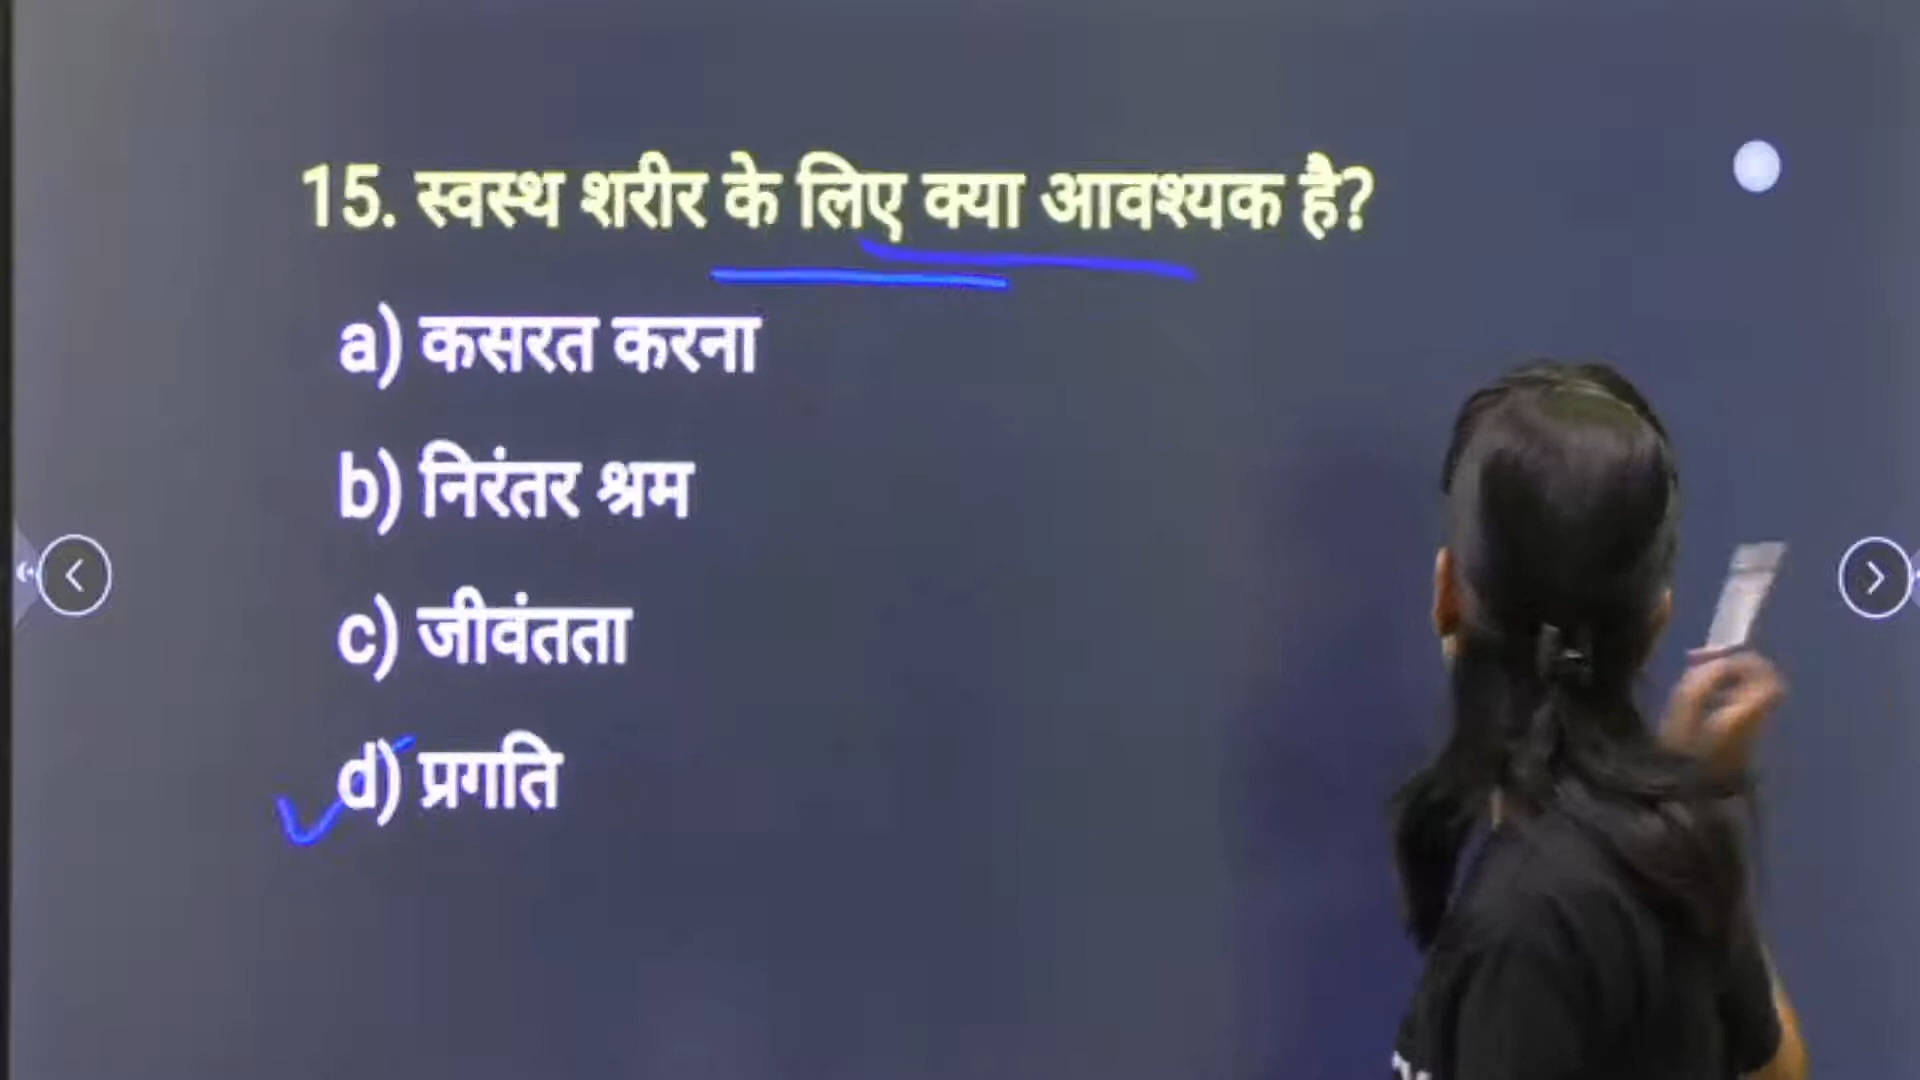 15. स्वस्थ शरीर के लिए क्या आवश्यक है?
a) कसरत करना
b) निरंतर श्रम
c) जीवंतता
d) प्रगति